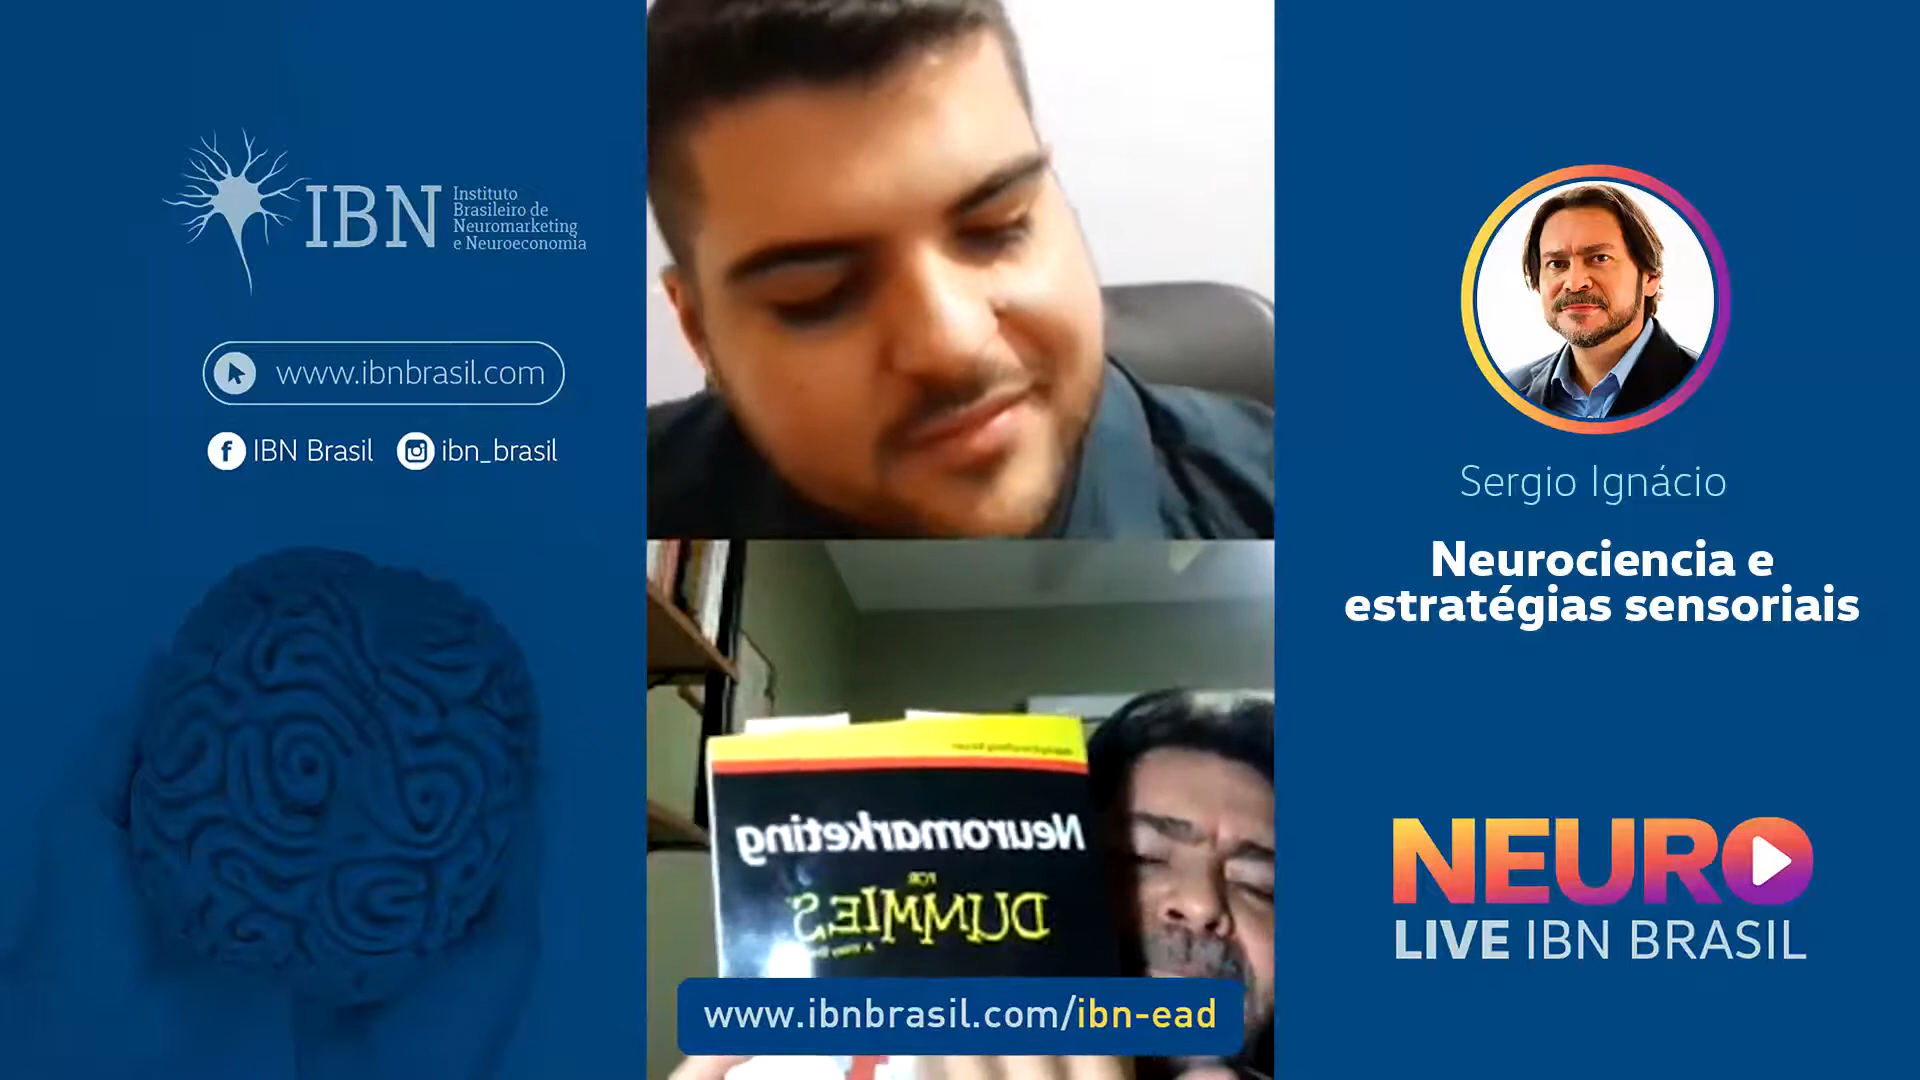 IBN
Instituto
Brasileiro de
Neuromarketing
e Neuroeconomia
www.ibnbrasil.com
f IBN Brasil ibn_brasil
Neuromarketing
FOR
DUMMIES
www.ibnbrasil.com/ibn-ead
Sergio Ignácio
Neurociencia e
estratégias sensoriais
NEURO
LIVE IBN BRASIL